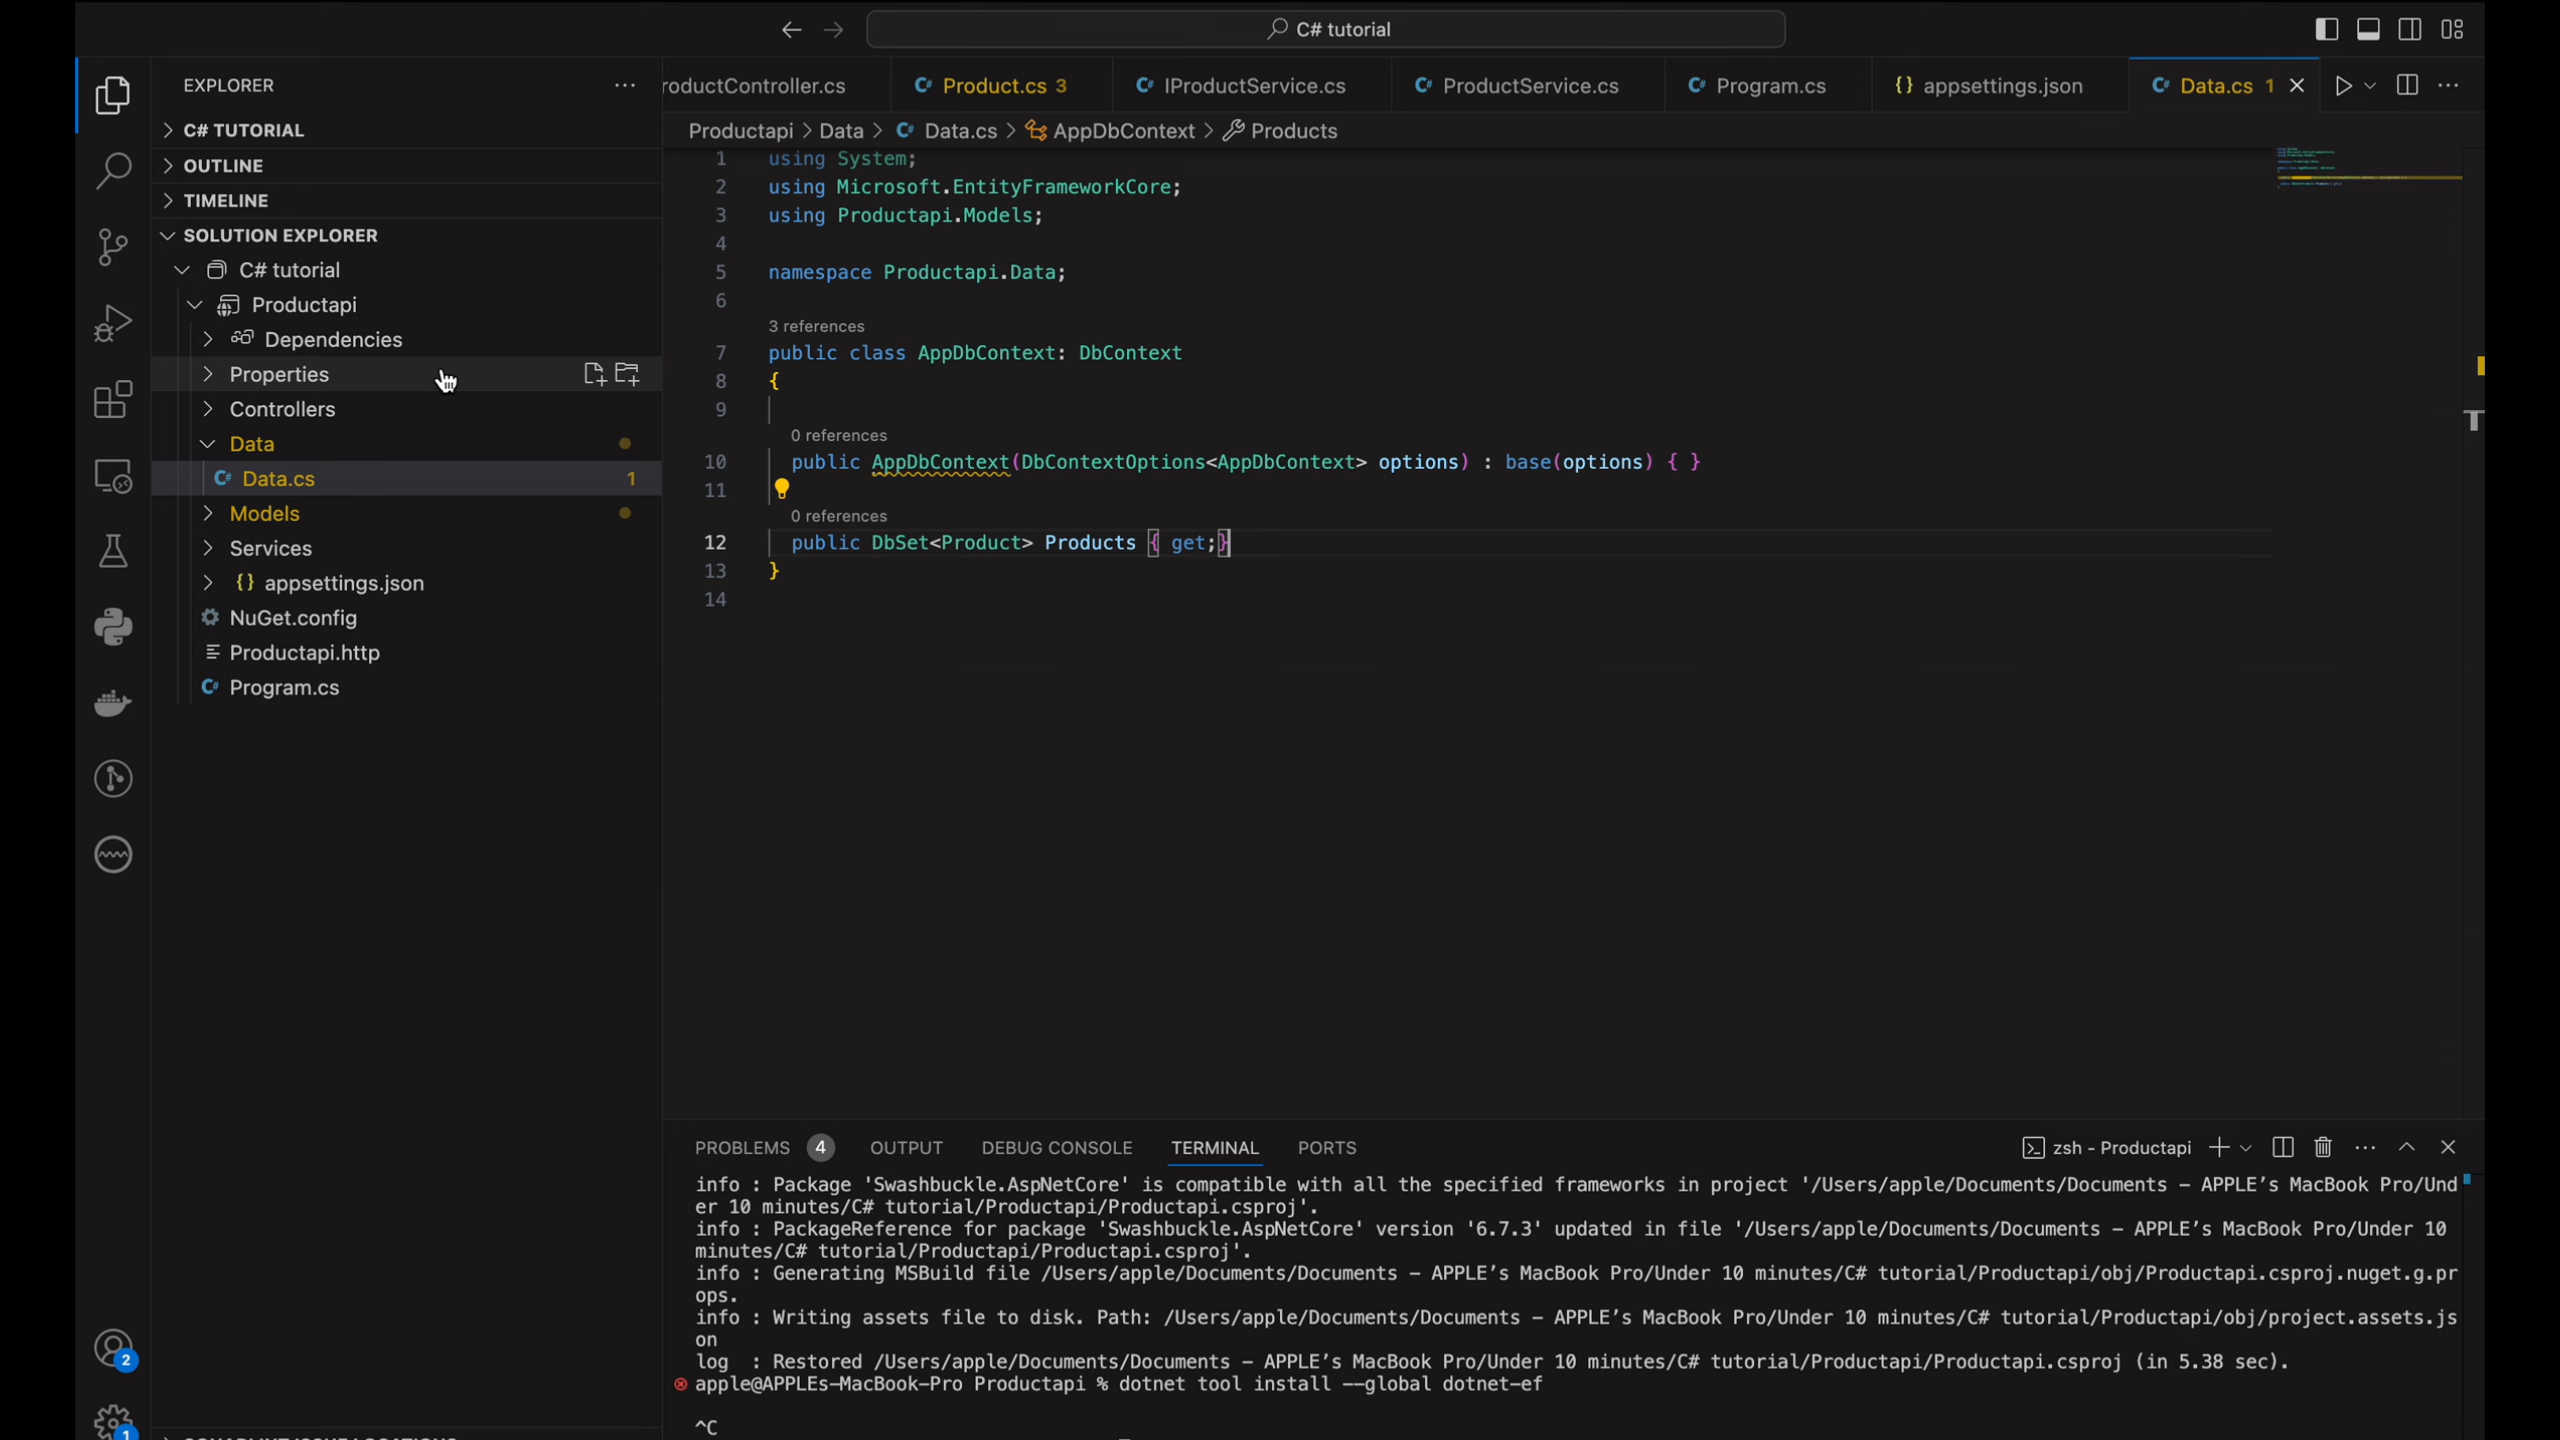 C# tutorial
EXPLORER
C# TUTORIAL
OUTLINE
TIMELINE
SOLUTION EXPLORER
C# tutorial
Productapi
Dependencies
Properties
Controllers
Data
C# Data.cs 1
Models
Services
{} appsettings.json
NuGet.config
Productapi.http
C# Program.cs
2
1
roductController.cs C# Product.cs 3 C# IProductService.cs C# ProductService.cs C# Program.cs {} appsettings.json C# Data.cs 1
Productapi > Data > C# Data.cs > AppDbContext > Products
1 using System;
2 using Microsoft.EntityFrameworkCore;
3 using Productapi.Models;
4
5 namespace Productapi.Data;
6
3 references
7 public class AppDbContext: DbContext
8 {
9
0 references
10 public AppDbContext(DbContextOptions<AppDbContext> options) : base(options) { }
11
0 references
12 public DbSet<Product> Products { get;}
13 }
14
PROBLEMS 4 OUTPUT DEBUG CONSOLE TERMINAL PORTS zsh - Productapi
info : Package 'Swashbuckle.AspNetCore' is compatible with all the specified frameworks in project '/Users/apple/Documents/Documents – APPLE’s MacBook Pro/Und
er 10 minutes/C# tutorial/Productapi/Productapi.csproj'.
info : PackageReference for package 'Swashbuckle.AspNetCore' version '6.7.3' updated in file '/Users/apple/Documents/Documents – APPLE’s MacBook Pro/Under 10
minutes/C# tutorial/Productapi/Productapi.csproj'.
info : Generating MSBuild file /Users/apple/Documents/Documents – APPLE’s MacBook Pro/Under 10 minutes/C# tutorial/Productapi/obj/Productapi.csproj.nuget.g.pr
ops.
info : Writing assets file to disk. Path: /Users/apple/Documents/Documents – APPLE’s MacBook Pro/Under 10 minutes/C# tutorial/Productapi/obj/project.assets.js
on
log  : Restored /Users/apple/Documents/Documents – APPLE’s MacBook Pro/Under 10 minutes/C# tutorial/Productapi/Productapi.csproj (in 5.38 sec).
apple@APPLEs-MacBook-Pro Productapi % dotnet tool install --global dotnet-ef
^C